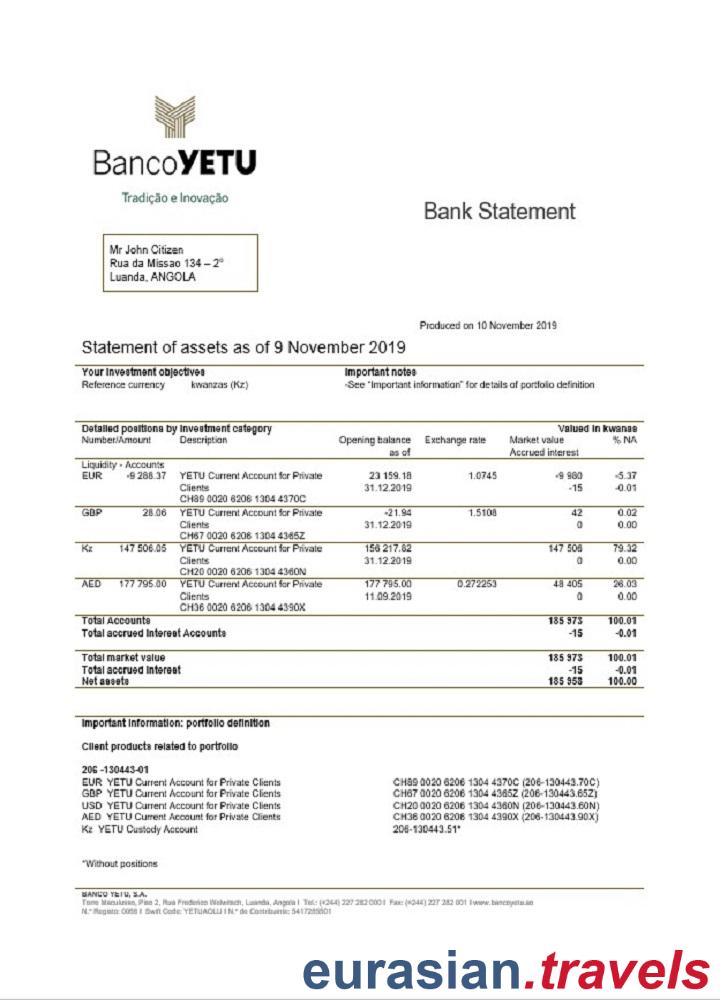 BancoYETU
Tradição e Inovação
Bank Statement
Mr John Citizen
Rua da Missao 134 – 2º
Luanda, ANGOLA
Produced on 10 November 2019
Statement of assets as of 9 November 2019
Your investment objectives Important notes
Reference currency kwanzas (Kz) -See "Important information" for details of portfolio definition
Detailed positions by investment category Valued in kwanas
Number/Amount Description Opening balance Exchange rate Market value % NA
as of Accrued interest
Liquidity - Accounts
EUR -9 288.37 YETU Current Account for Private 23 159.18 1.0745 -9 980 -5.37
Clients 31.12.2019 -15 -0.01
CH89 0020 6206 1304 4370C
GBP 28.06 YETU Current Account for Private -21.94 1.5108 42 0.02
Clients 31.12.2019 0 0.00
CH67 0020 6206 1304 4365Z
Kz 147 506.05 YETU Current Account for Private 156 217.82 147 506 79.32
Clients 31.12.2019 0 0.00
CH20 0020 6206 1304 4360N
AED 177 795.00 YETU Current Account for Private 177 795.00 0.272253 48 405 26.03
Clients 11.09.2019 0 0.00
CH36 0020 6206 1304 4390X
Total Accounts 185 973 100.01
Total accrued interest Accounts -15 -0.01
Total market value 185 973 100.01
Total accrued interest -15 -0.01
Net assets 185 958 100.00
Important information: portfolio definition
Client products related to portfolio
206 -130443-01
EUR YETU Current Account for Private Clients CH89 0020 6206 1304 4370C (206-130443.70C)
GBP YETU Current Account for Private Clients CH67 0020 6206 1304 4365Z (206-130443.65Z)
USD YETU Current Account for Private Clients CH20 0020 6206 1304 4360N (206-130443.60N)
AED YETU Current Account for Private Clients CH36 0020 6206 1304 4390X (206-130443.90X)
Kz YETU Custody Account 206-130443.51*
*Without positions
BANCO YETU, S.A.
Piso 2, Rua Frederico Welwitsch, Luanda, Angola I Tel.: (+244) 227 282 000 I Fax: (+244) 227 282 001 I www.bancoyetu.ao
N.º Registo: 0066 I Swift Code: YETUAOLU I N.º de Contribuinte:
eurasian.travels